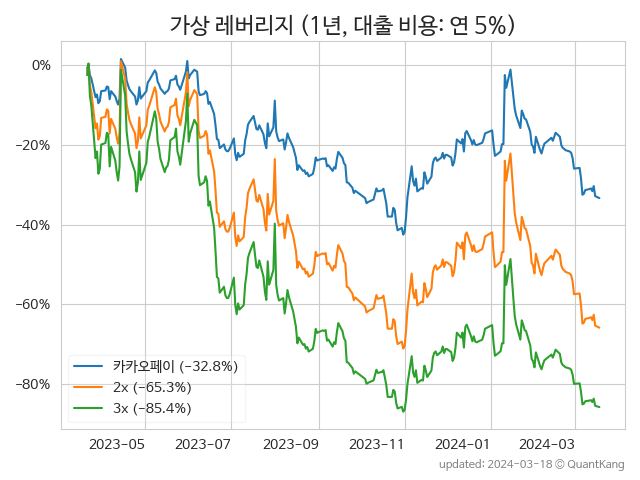 가상 레버리지 (1년, 대출 비용: 연 5%)
0%
−20%
−40%
−60%
−80%
카카오페이 (−32.8%)
2x (−65.3%)
3x (−85.4%)
2023-05 2023-07 2023-09 2023-11 2024-01 2024-03
updated: 2024-03-18 © QuantKang